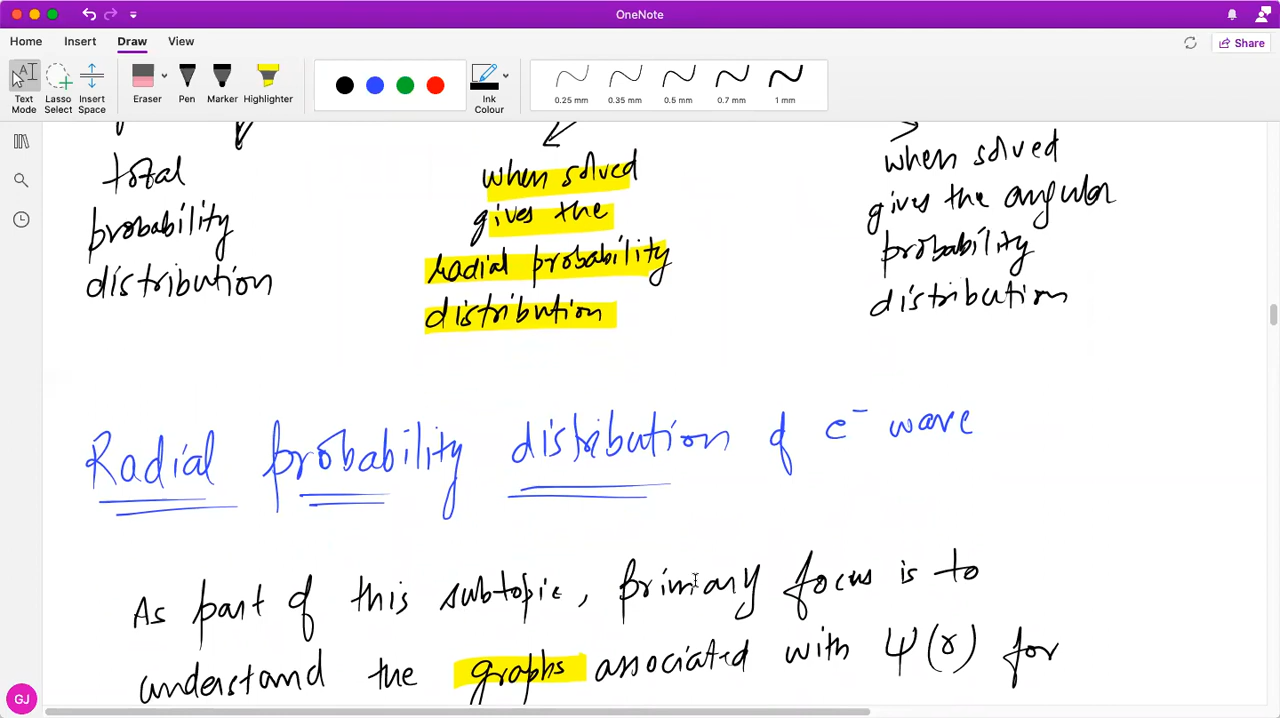 OneNote
Home Insert Draw View
Share
Text Mode
Lasso Select
Insert Space
Eraser
Pen
Marker
Highlighter
Ink Colour
0.25 mm
0.35 mm
0.5 mm
0.7 mm
1 mm
total
probability
distribution
when solved
gives the
radial probability
distribution
when solved
gives the angular
probability
distribution
Radial probability distribution of e⁻ wave
As part of this subtopic, primary focus is to
understand the graphs associated with ψ(r) for
GJ